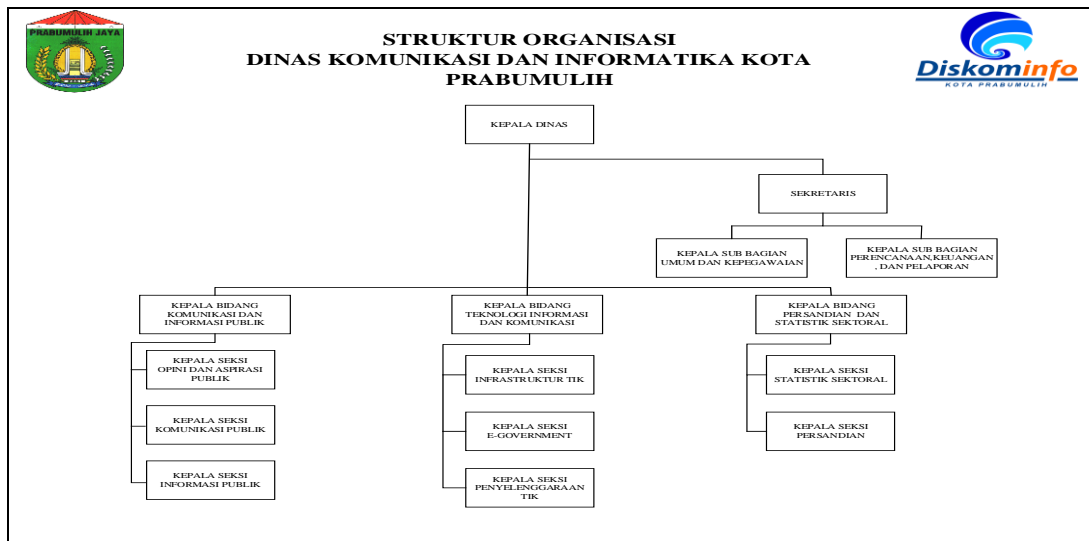 PRABUMULIH JAYA
STRUKTUR ORGANISASI
DINAS KOMUNIKASI DAN INFORMATIKA KOTA
PRABUMULIH
Diskominfo
KOTA PRABUMULIH
KEPALA DINAS
SEKRETARIS
KEPALA SUB BAGIAN
UMUM DAN KEPEGAWAIAN
KEPALA SUB BAGIAN
PERENCANAAN,KEUANGAN
, DAN PELAPORAN
KEPALA BIDANG
KOMUNIKASI DAN
INFORMASI PUBLIK
KEPALA BIDANG
TEKNOLOGI INFORMASI
DAN KOMUNIKASI
KEPALA BIDANG
PERSANDIAN DAN
STATISTIK SEKTORAL
KEPALA SEKSI
OPINI DAN ASPIRASI
PUBLIK
KEPALA SEKSI
KOMUNIKASI PUBLIK
KEPALA SEKSI
INFORMASI PUBLIK
KEPALA SEKSI
INFRASTRUKTUR TIK
KEPALA SEKSI
E-GOVERNMENT
KEPALA SEKSI
PENYELENGGARAAN
TIK
KEPALA SEKSI
STATISTIK SEKTORAL
KEPALA SEKSI
PERSANDIAN